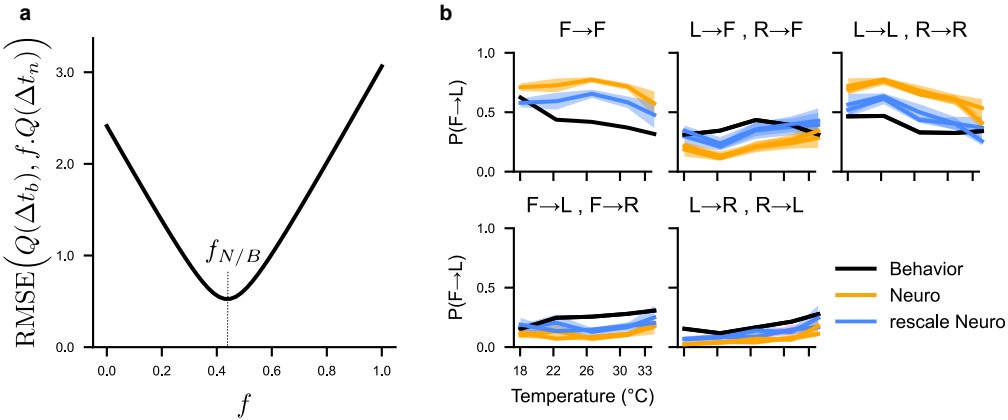 a
RMSE(Q(Δt_b), f.Q(Δt_n))
3.0
2.0
1.0
0.0
f_{N/B}
0.0 0.2 0.4 0.6 0.8 1.0
f
b
F→F
L→F , R→F
L→L , R→R
P(F→L)
1.0
0.5
0.0
F→L , F→R
L→R , R→L
P(F→L)
1.0
0.5
0.0
18 22 26 30 33
Temperature (°C)
Behavior
Neuro
rescale Neuro